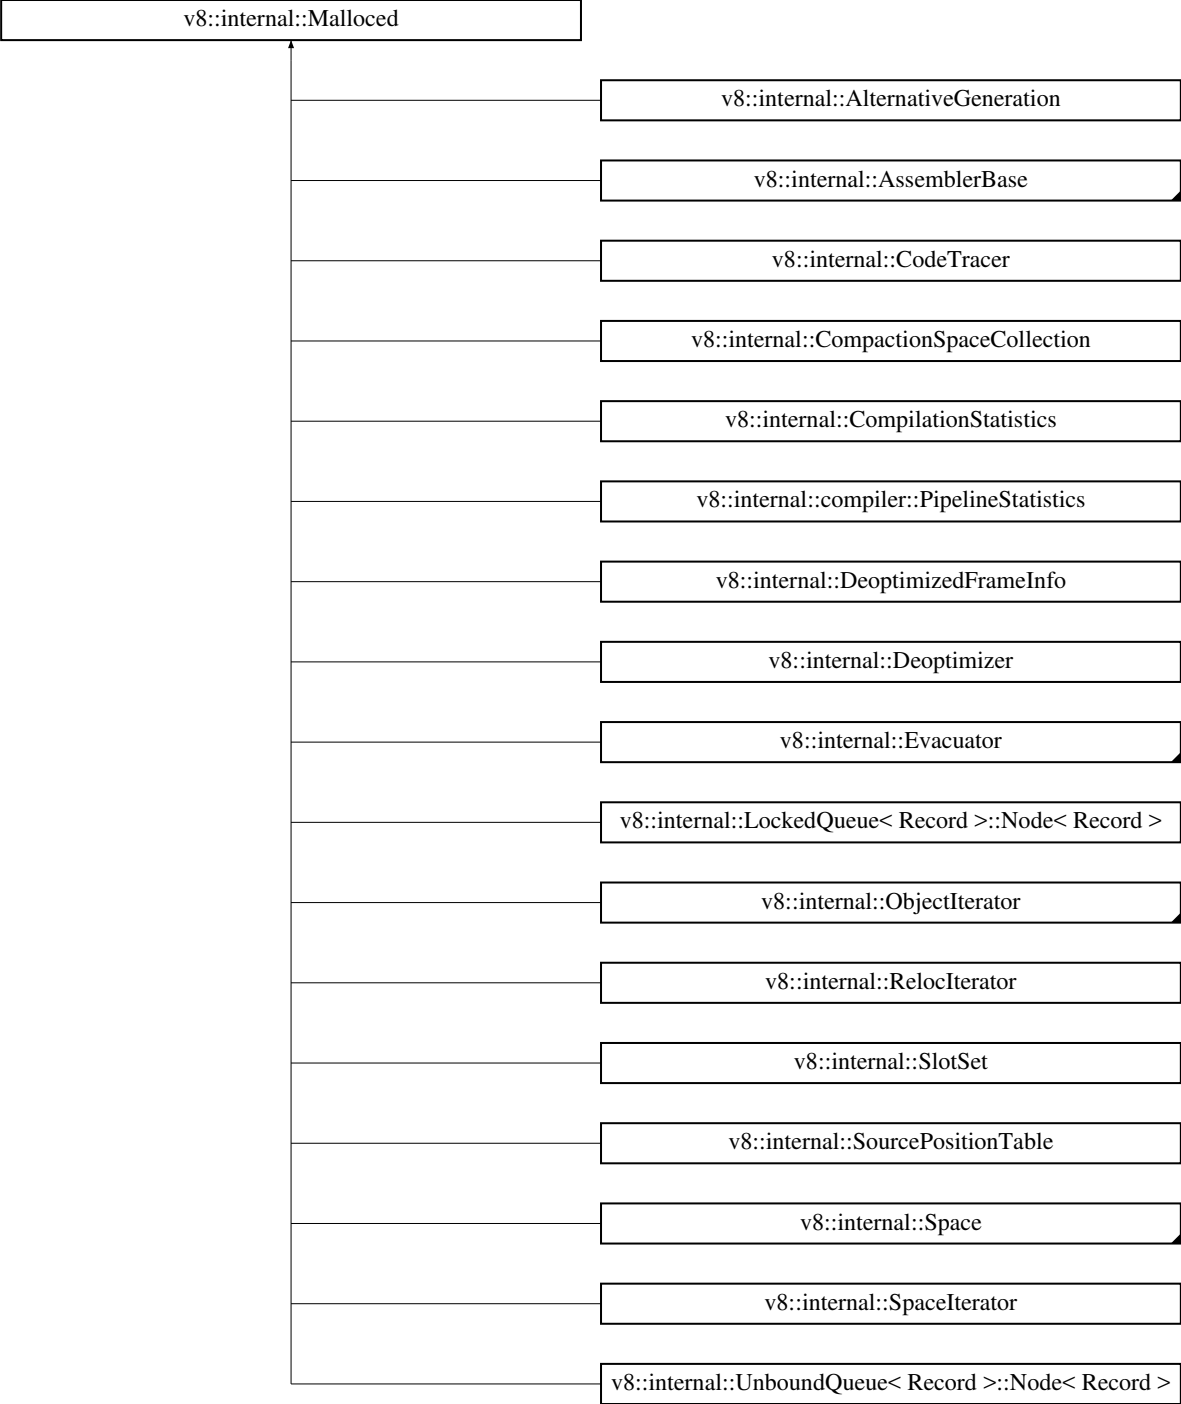 v8::internal::Malloced
v8::internal::AlternativeGeneration
v8::internal::AssemblerBase
v8::internal::CodeTracer
v8::internal::CompactionSpaceCollection
v8::internal::CompilationStatistics
v8::internal::compiler::PipelineStatistics
v8::internal::DeoptimizedFrameInfo
v8::internal::Deoptimizer
v8::internal::Evacuator
v8::internal::LockedQueue< Record >::Node< Record >
v8::internal::ObjectIterator
v8::internal::RelocIterator
v8::internal::SlotSet
v8::internal::SourcePositionTable
v8::internal::Space
v8::internal::SpaceIterator
v8::internal::UnboundQueue< Record >::Node< Record >